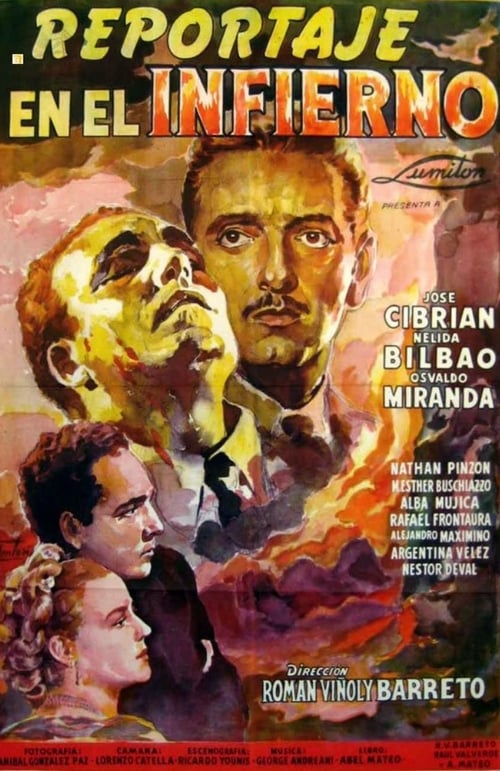 REPORTAJE
EN EL INFIERNO
Lumiton
PRESENTA A
JOSE
CIBRIAN
NELIDA
BILBAO
OSVALDO
MIRANDA
NATHAN PINZON
MESTHER BUSCHIAZZO
ALBA MUJICA
RAFAEL FRONTAURA
ALEJANDRO MAXIMINO
ARGENTINA VELEZ
NESTOR DEVAL
DIRECCION
ROMAN VIÑOLY BARRETO
FOTOGRAFIA: CAMARA: ESCENOGRAFIA: MUSICA: LIBRO: R.V. BARRETO
ANIBAL GONZALEZ PAZ - LORENZO CATELLA - RICARDO YOUNIS - GEORGE ANDREANI - ABEL MATEO - RAUL VALVERDE
Y A. MATEO